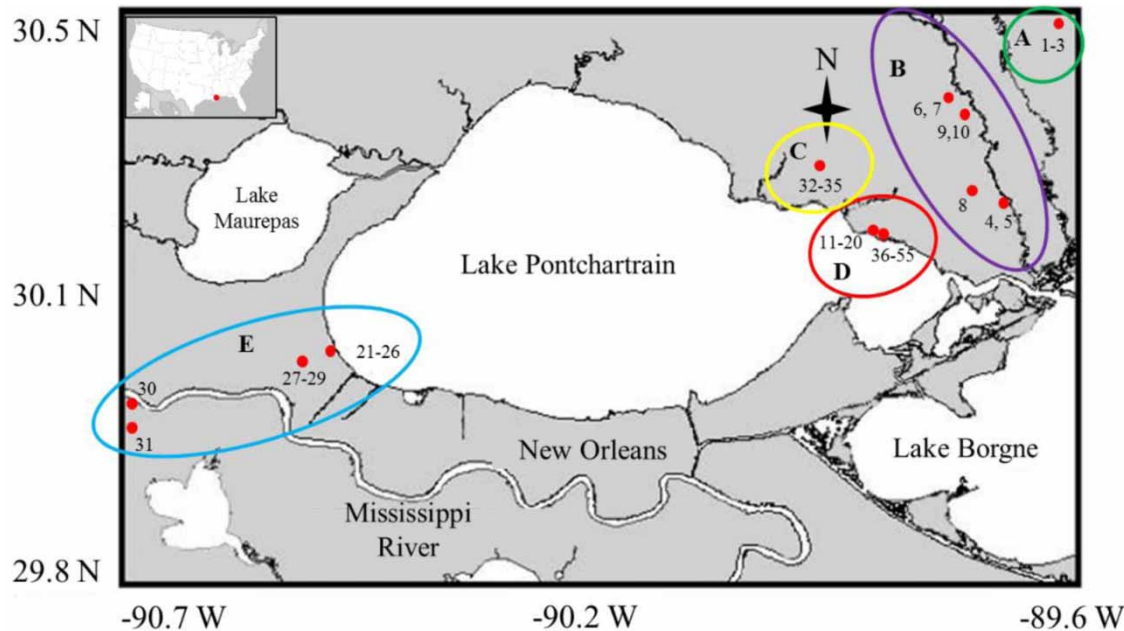 30.5 N
A
1-3
N
B
6, 7
9,10
C
32-35
Lake
Maurepas
8
4, 5
Lake Pontchartrain
11-20
36-55
D
30.1 N
E
21-26
27-29
30
31
New Orleans
Lake Borgne
Mississippi
River
29.8 N
-90.7 W
-90.2 W
-89.6 W